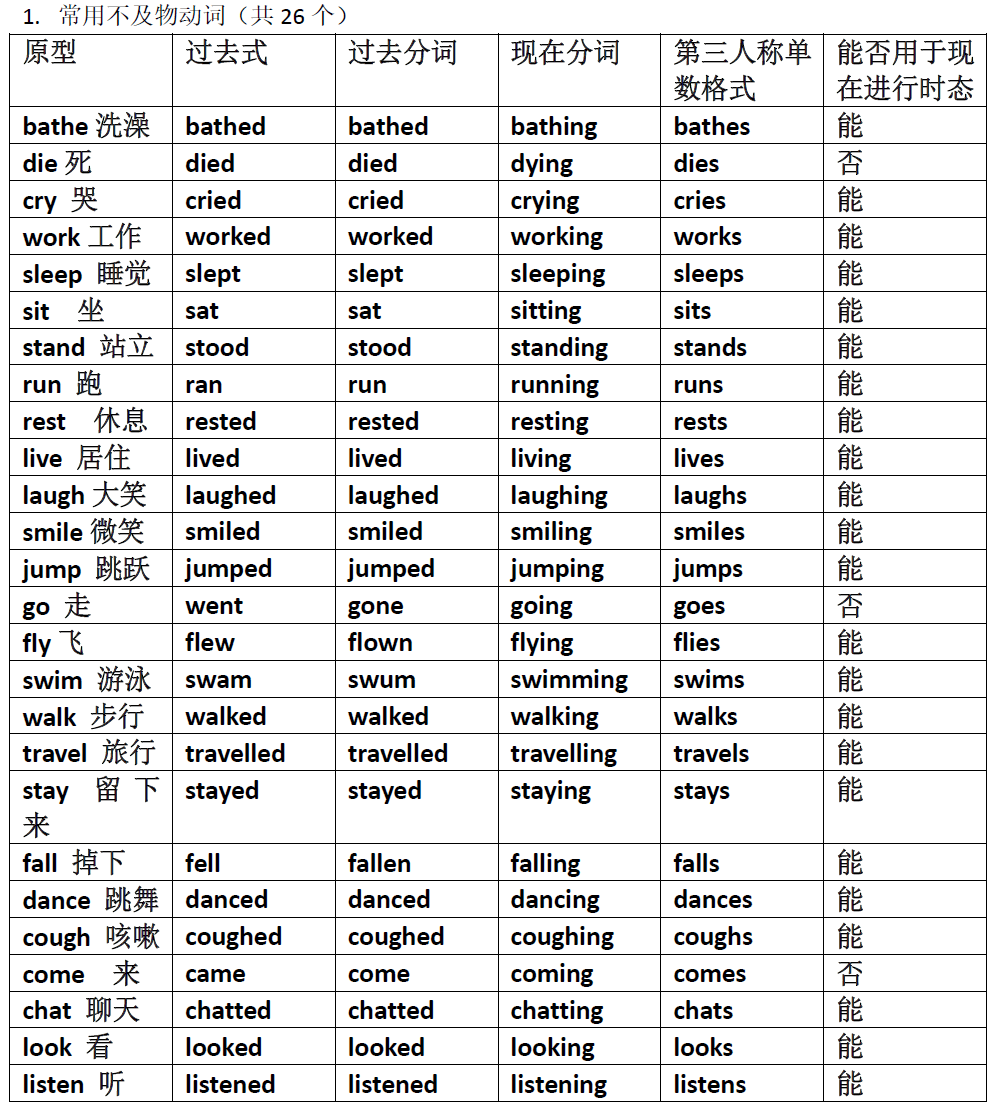 1. 常用不及物动词（共 26 个）
原型 过去式 过去分词 现在分词 第三人称单 能否用于现
数格式 在进行时态
bathe 洗澡 bathed bathed bathing bathes 能
die 死 died died dying dies 否
cry 哭 cried cried crying cries 能
work 工作 worked worked working works 能
sleep 睡觉 slept slept sleeping sleeps 能
sit 坐 sat sat sitting sits 能
stand 站立 stood stood standing stands 能
run 跑 ran run running runs 能
rest 休息 rested rested resting rests 能
live 居住 lived lived living lives 能
laugh 大笑 laughed laughed laughing laughs 能
smile 微笑 smiled smiled smiling smiles 能
jump 跳跃 jumped jumped jumping jumps 能
go 走 went gone going goes 否
fly 飞 flew flown flying flies 能
swim 游泳 swam swum swimming swims 能
walk 步行 walked walked walking walks 能
travel 旅行 travelled travelled travelling travels 能
stay 留 下 stayed stayed staying stays 能
来
fall 掉下 fell fallen falling falls 能
dance 跳舞 danced danced dancing dances 能
cough 咳嗽 coughed coughed coughing coughs 能
come 来 came come coming comes 否
chat 聊天 chatted chatted chatting chats 能
look 看 looked looked looking looks 能
listen 听 listened listened listening listens 能